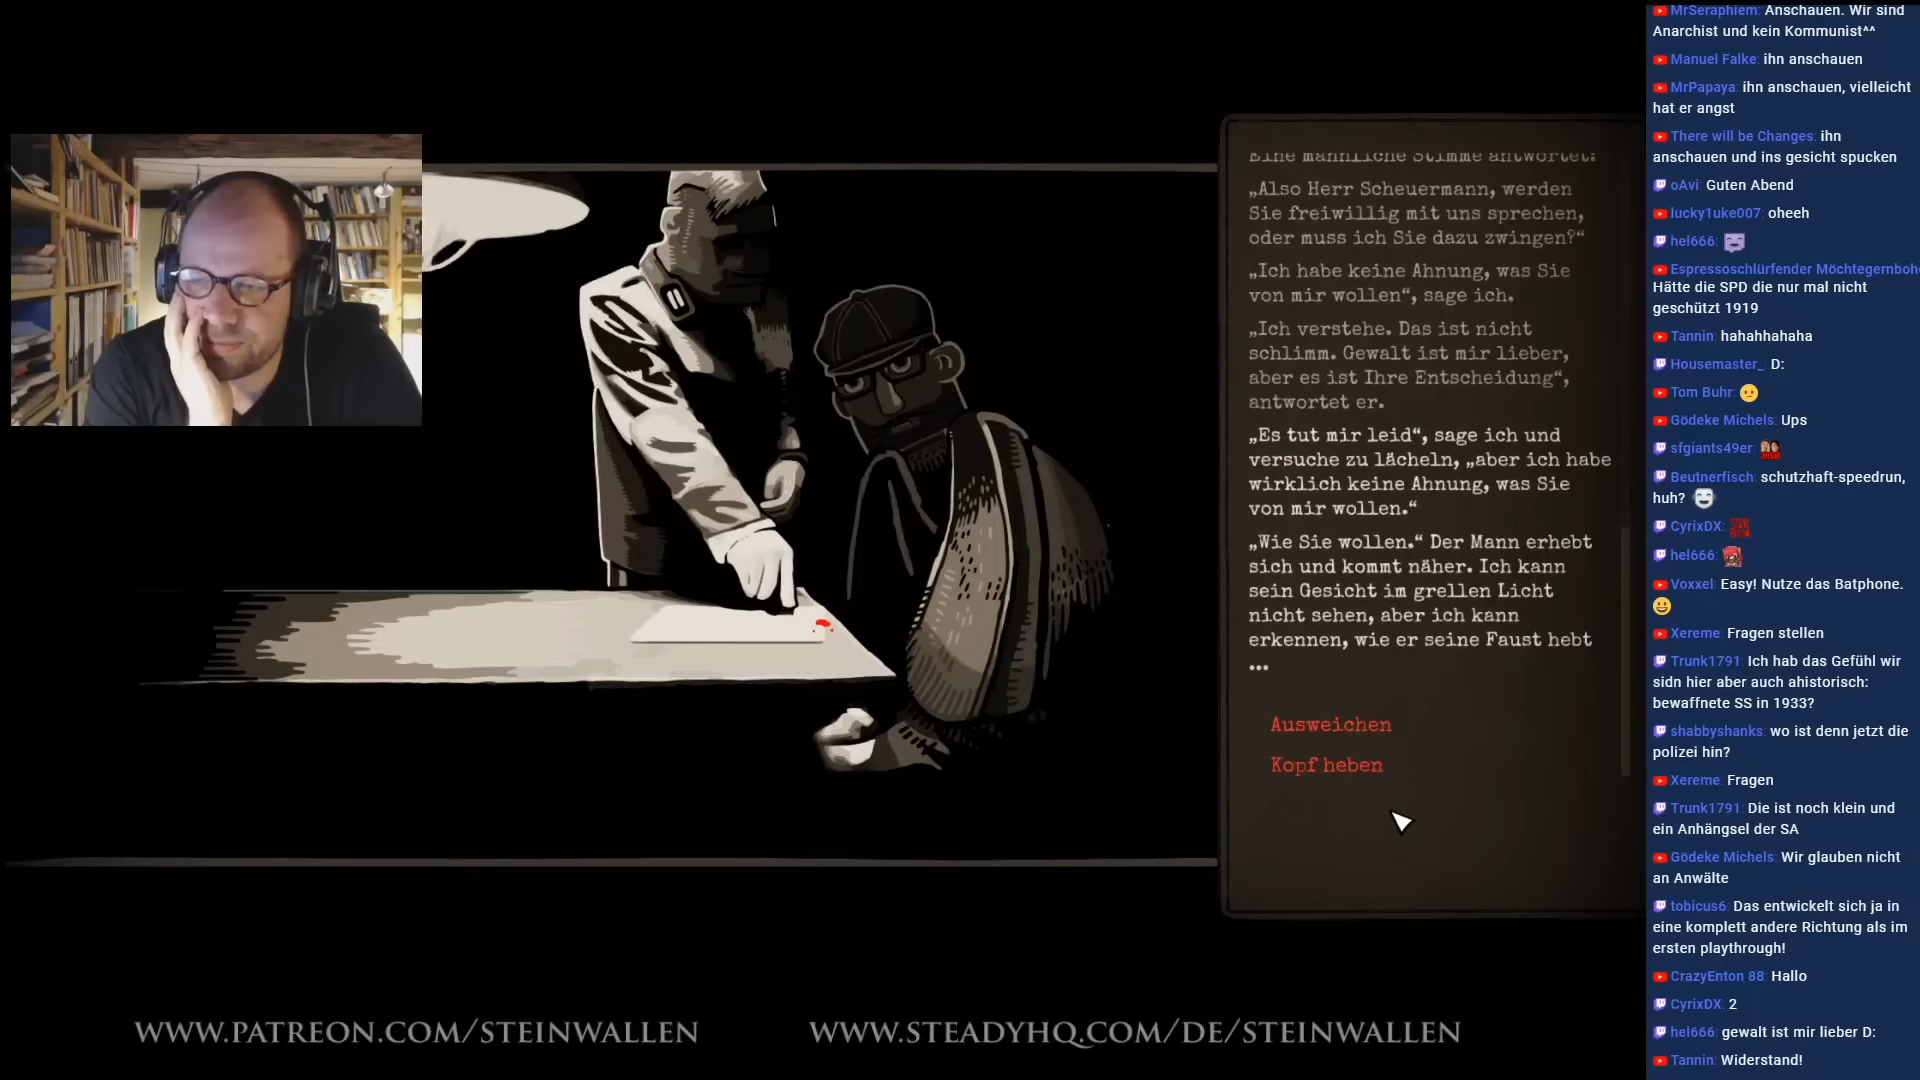 Eine männliche Stimme antwortet:
„Also Herr Scheuermann, werden
Sie freiwillig mit uns sprechen,
oder muss ich Sie dazu zwingen?“
„Ich habe keine Ahnung, was Sie
von mir wollen“, sage ich.
„Ich verstehe. Das ist nicht
schlimm. Gewalt ist mir lieber,
aber es ist Ihre Entscheidung“,
antwortet er.
„Es tut mir leid“, sage ich und
versuche zu lächeln, „aber ich habe
wirklich keine Ahnung, was Sie
von mir wollen.“
„Wie Sie wollen.“ Der Mann erhebt
sich und kommt näher. Ich kann
sein Gesicht im grellen Licht
nicht sehen, aber ich kann
erkennen, wie er seine Faust hebt
...
Ausweichen
Kopf heben
WWW.PATREON.COM/STEINWALLEN
WWW.STEADYHQ.COM/DE/STEINWALLEN
MrSeraphiem: Anschauen. Wir sind
Anarchist und kein Kommunist^^
Manuel Falke: ihn anschauen
MrPapaya: ihn anschauen, vielleicht
hat er angst
There will be Changes: ihn
anschauen und ins gesicht spucken
oAvi: Guten Abend
lucky1uke007: oheeh
hel666:
Espressoschlürfender Möchtegernbohe
Hätte die SPD die nur mal nicht
geschützt 1919
Tannin: hahahhahaha
Housemaster_: D:
Tom Buhr:
Gödeke Michels: Ups
sfgiants49er:
Beutnerfisch: schutzhaft-speedrun,
huh?
CyrixDX:
hel666:
Voxxel: Easy! Nutze das Batphone.
Xereme: Fragen stellen
Trunk1791: Ich hab das Gefühl wir
sidn hier aber auch ahistorisch:
bewaffnete SS in 1933?
shabbyshanks: wo ist denn jetzt die
polizei hin?
Xereme: Fragen
Trunk1791: Die ist noch klein und
ein Anhängsel der SA
Gödeke Michels: Wir glauben nicht
an Anwälte
tobicus6: Das entwickelt sich ja in
eine komplett andere Richtung als im
ersten playthrough!
CrazyEnton 88: Hallo
CyrixDX: 2
hel666: gewalt ist mir lieber D:
Tannin: Widerstand!